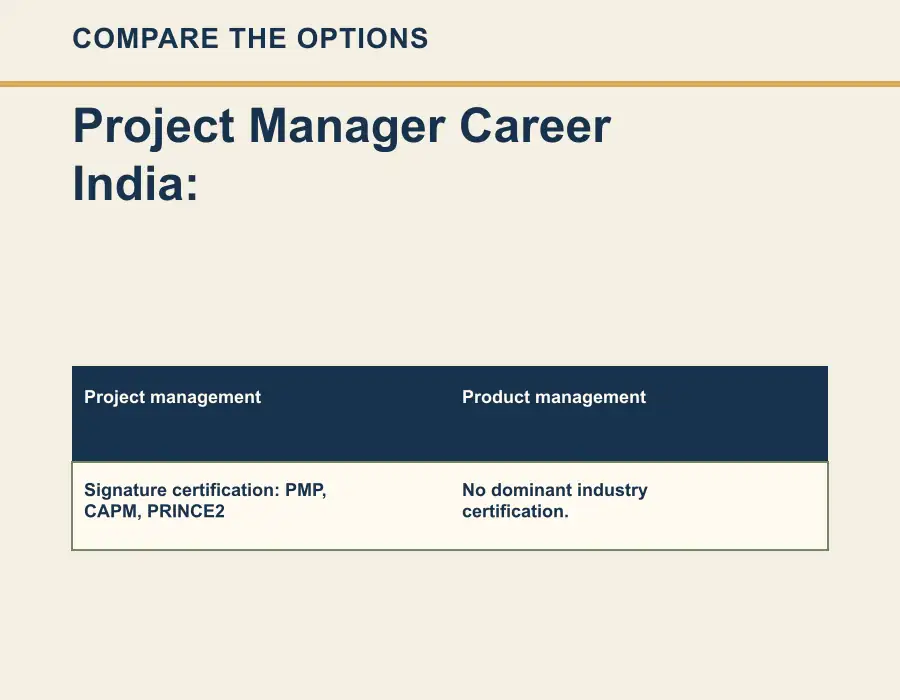 COMPARE THE OPTIONS
Project Manager Career
India:
Project management
Product management
Signature certification: PMP,
CAPM, PRINCE2
No dominant industry
certification.